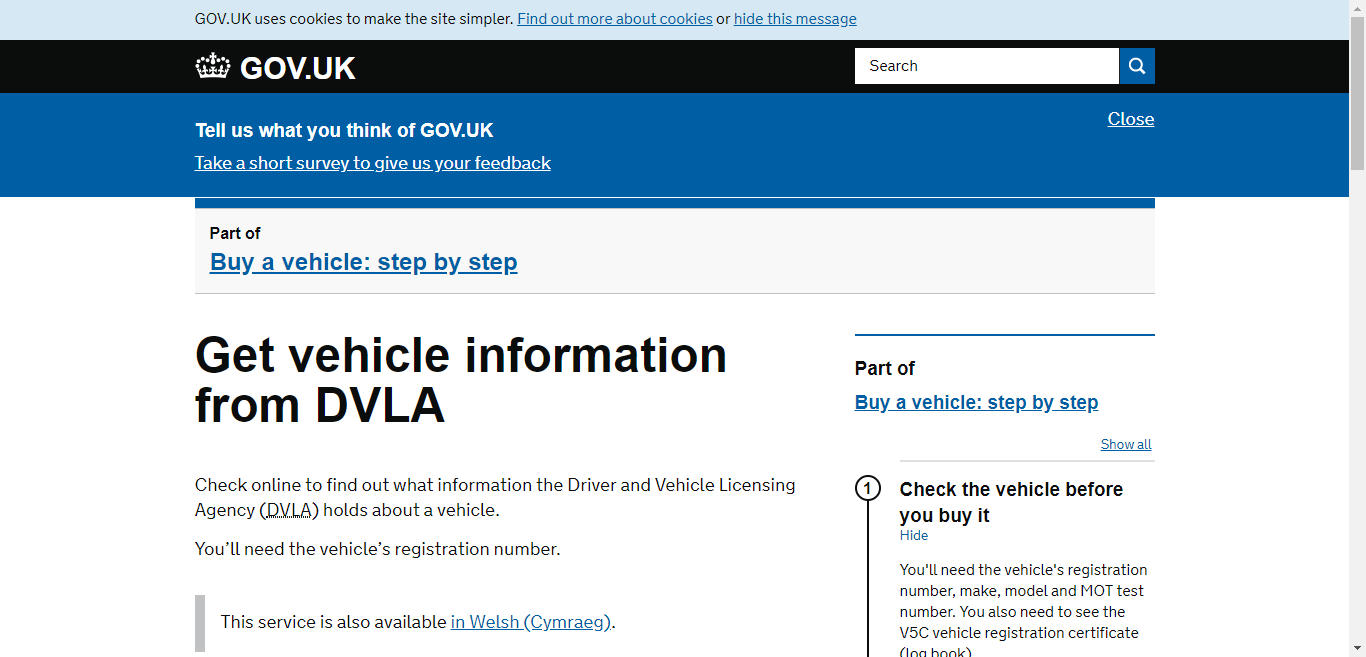 GOV.UK uses cookies to make the site simpler. Find out more about cookies or hide this message
GOV.UK
Search
Tell us what you think of GOV.UK
Close
Take a short survey to give us your feedback
Part of
Buy a vehicle: step by step
Get vehicle information
from DVLA
Check online to find out what information the Driver and Vehicle Licensing
Agency (DVLA) holds about a vehicle.
You’ll need the vehicle’s registration number.
This service is also available in Welsh (Cymraeg).
Part of
Buy a vehicle: step by step
Show all
1
Check the vehicle before
you buy it
Hide
You'll need the vehicle's registration
number, make, model and MOT test
number. You also need to see the
V5C vehicle registration certificate
(log book)